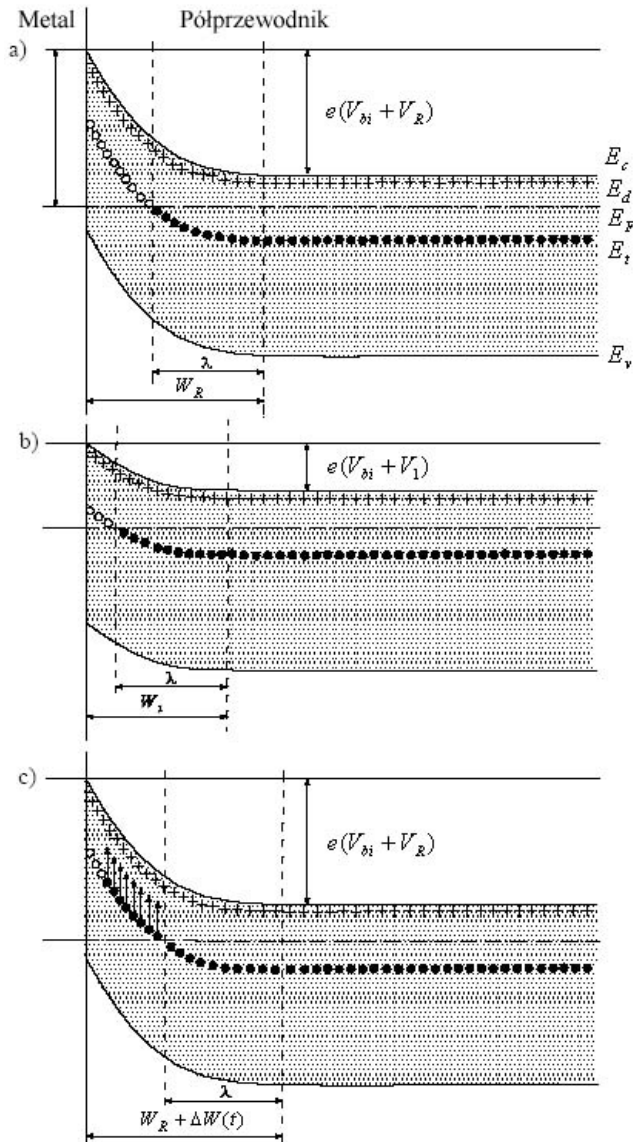 Metal Półprzewodnik
a)
e(V_bi + V_R)
E_c
E_d
E_F
E_t
E_v
λ
W_R
b)
e(V_bi + V_1)
λ
W_1
c)
e(V_bi + V_R)
λ
W_R + ΔW(t)